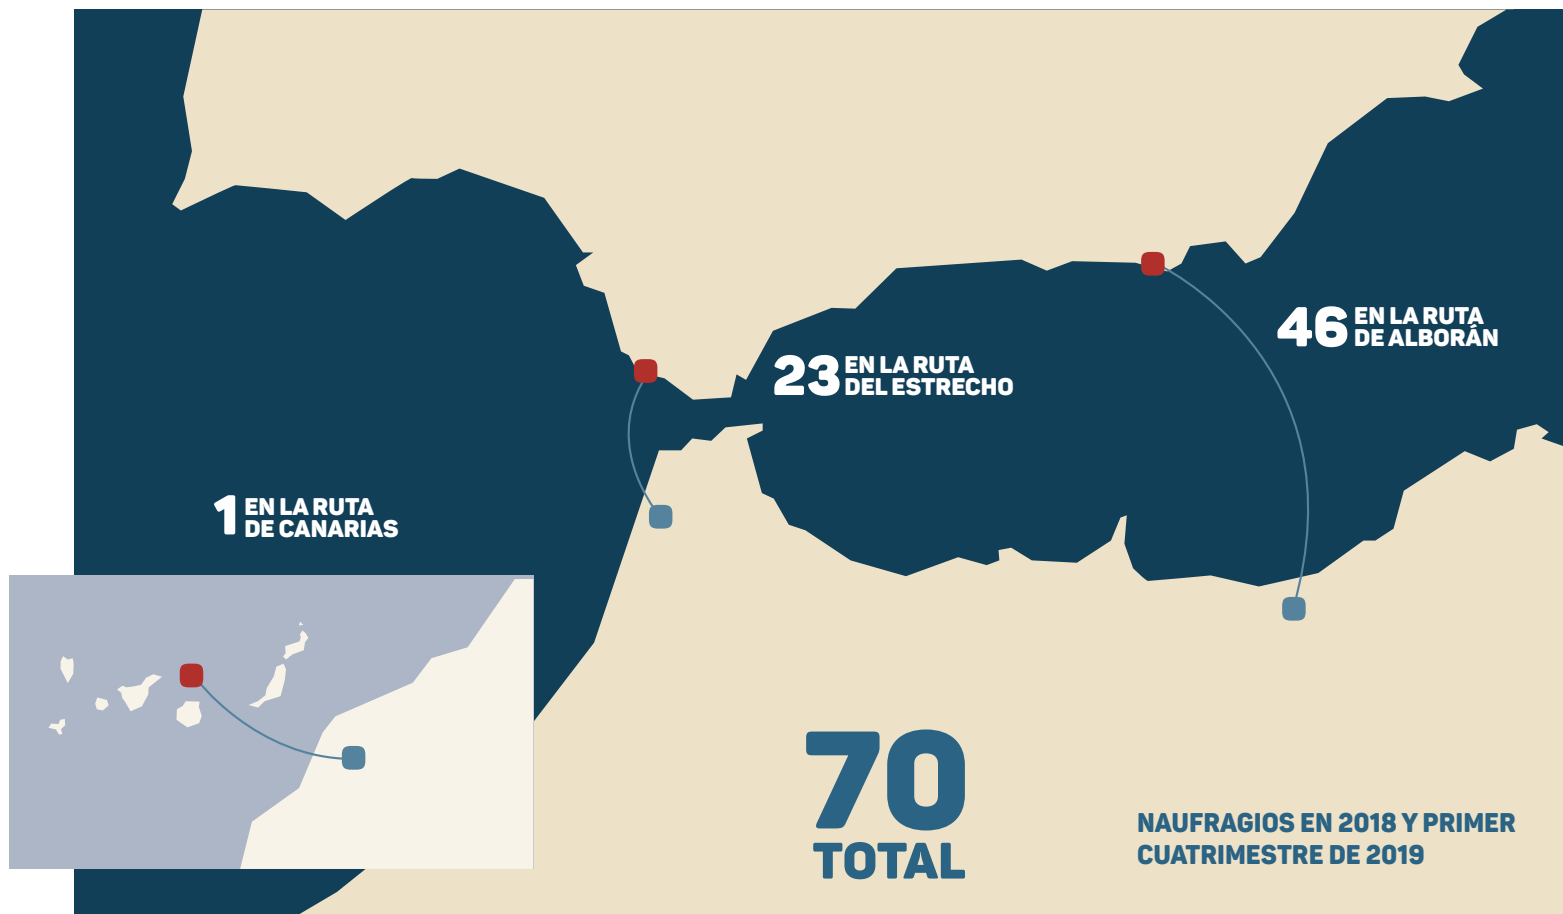 46 EN LA RUTA
DE ALBORÁN
23 EN LA RUTA
DEL ESTRECHO
1 EN LA RUTA
DE CANARIAS
70
TOTAL
NAUFRAGIOS EN 2018 Y PRIMER
CUATRIMESTRE DE 2019